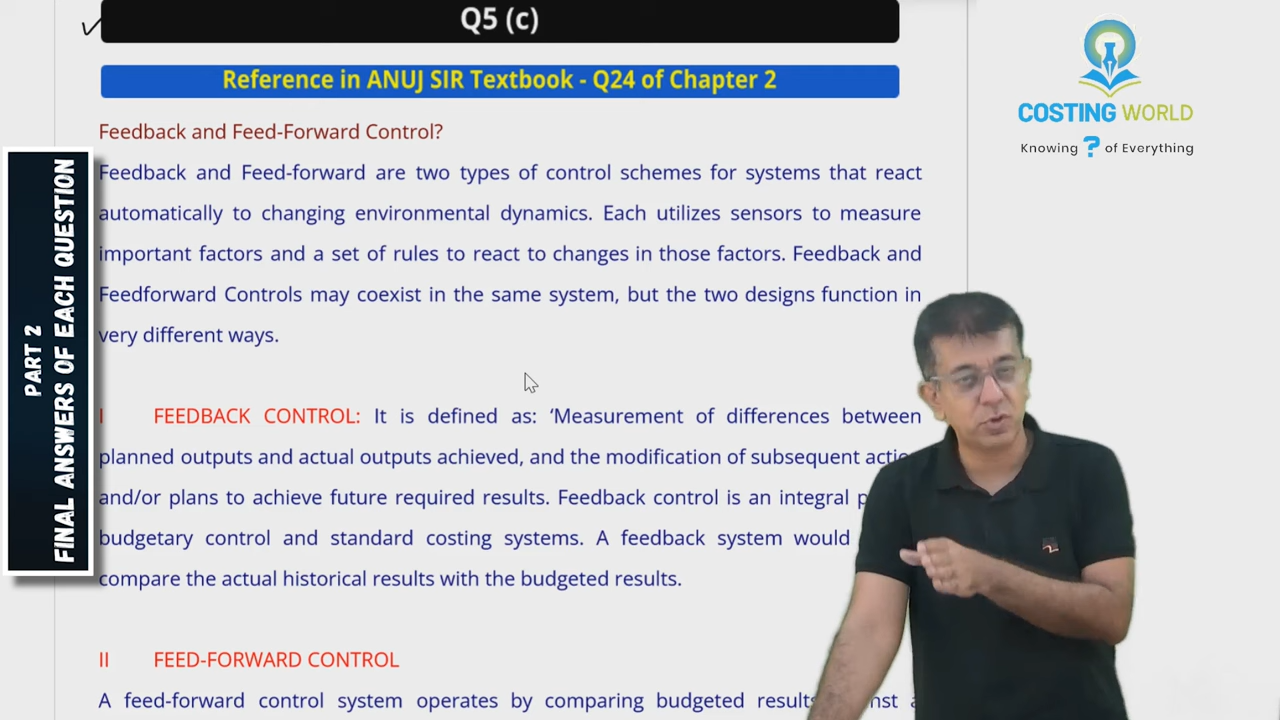 Q5 (c)
Reference in ANUJ SIR Textbook - Q24 of Chapter 2
COSTING WORLD
Knowing ? of Everything
PART 2
FINAL ANSWERS OF EACH QUESTION
Feedback and Feed-Forward Control?
Feedback and Feed-forward are two types of control schemes for systems that react
automatically to changing environmental dynamics. Each utilizes sensors to measure
important factors and a set of rules to react to changes in those factors. Feedback and
Feedforward Controls may coexist in the same system, but the two designs function in
very different ways.
I FEEDBACK CONTROL: It is defined as: ‘Measurement of differences between
planned outputs and actual outputs achieved, and the modification of subsequent
and/or plans to achieve future required results. Feedback control is an integral
budgetary control and standard costing systems. A feedback system would
compare the actual historical results with the budgeted results.
II FEED-FORWARD CONTROL
A feed-forward control system operates by comparing budgeted